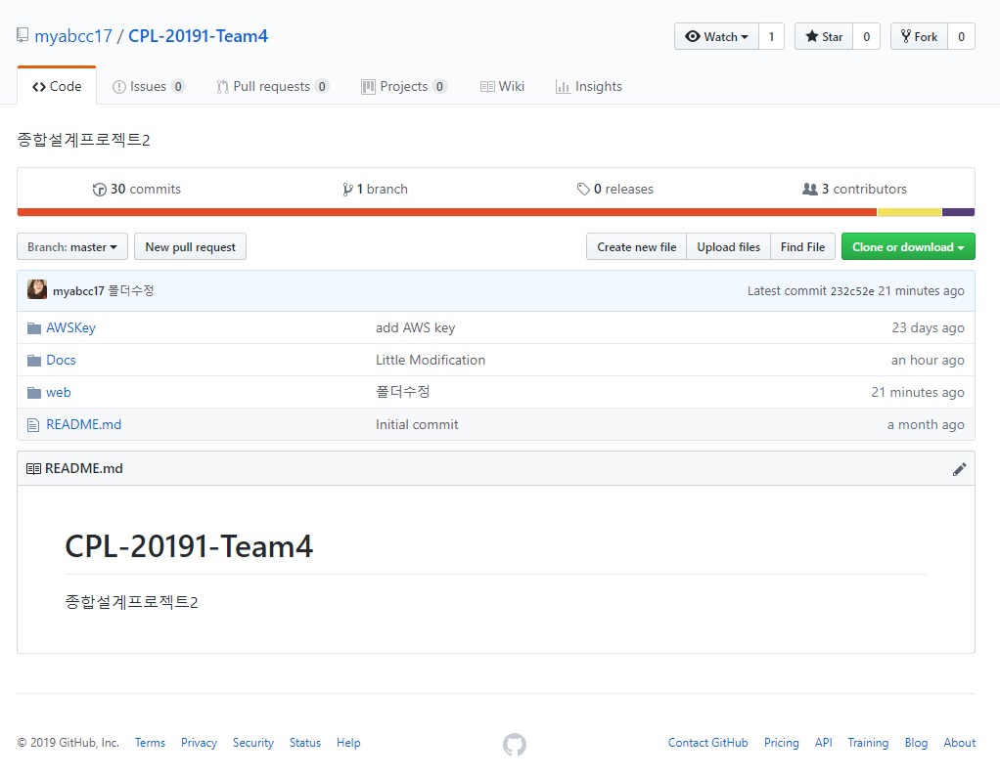 myabcc17 / CPL-20191-Team4 Watch 1 Star 0 Fork 0
Code Issues 0 Pull requests 0 Projects 0 Wiki Insights
종합설계프로젝트2
30 commits 1 branch 0 releases 3 contributors
Branch: master New pull request Create new file Upload files Find File Clone or download
myabcc17 폴더수정 Latest commit 232c52e 21 minutes ago
AWSKey add AWS key 23 days ago
Docs Little Modification an hour ago
web 폴더수정 21 minutes ago
README.md Initial commit a month ago
README.md
CPL-20191-Team4
종합설계프로젝트2
© 2019 GitHub, Inc. Terms Privacy Security Status Help Contact GitHub Pricing API Training Blog About